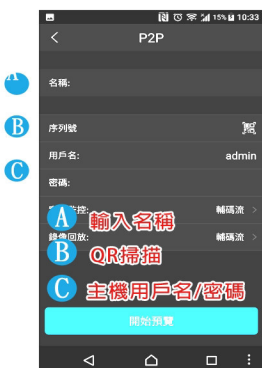 15% 10:33
P2P
A 名稱:
B 序列號
用戶名: admin
C
密碼:
監控: 輔碼流
A 輸入名稱
錄像回放: 輔碼流
B QR掃描
C 主機用戶名/密碼
開始預覽